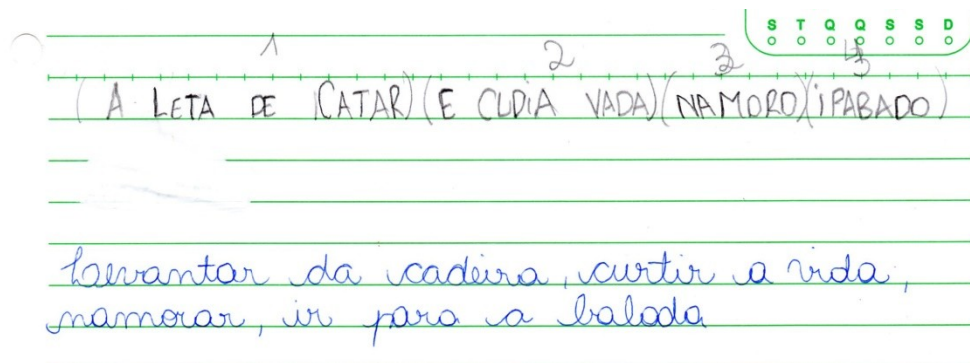 S T Q Q S S D
1 2 3 4
(A LETA DE CATAR) (E CUDIA VADA) (NAMORO) (iPABADO)
Levantar da cadeira, curtir a vida,
namorar, ir para a balada